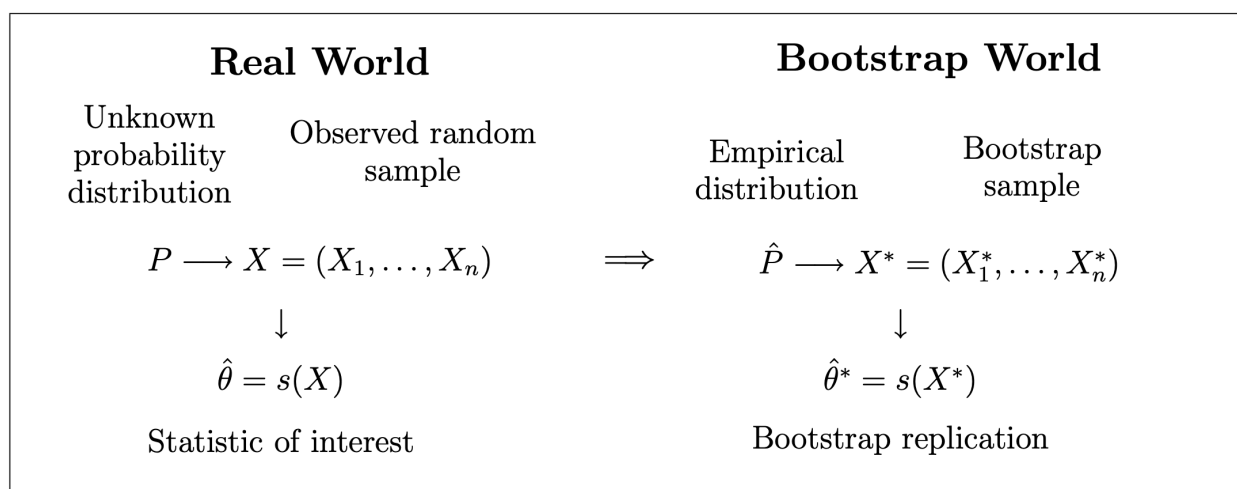 Real World
Unknown
probability
distribution
Observed random
sample
P ⟶ X = (X₁, . . . , Xₙ)
↓
θ̂ = s(X)
Statistic of interest
⟹
Bootstrap World
Empirical
distribution
Bootstrap
sample
P̂ ⟶ X* = (X₁*, . . . , Xₙ*)
↓
θ̂* = s(X*)
Bootstrap replication